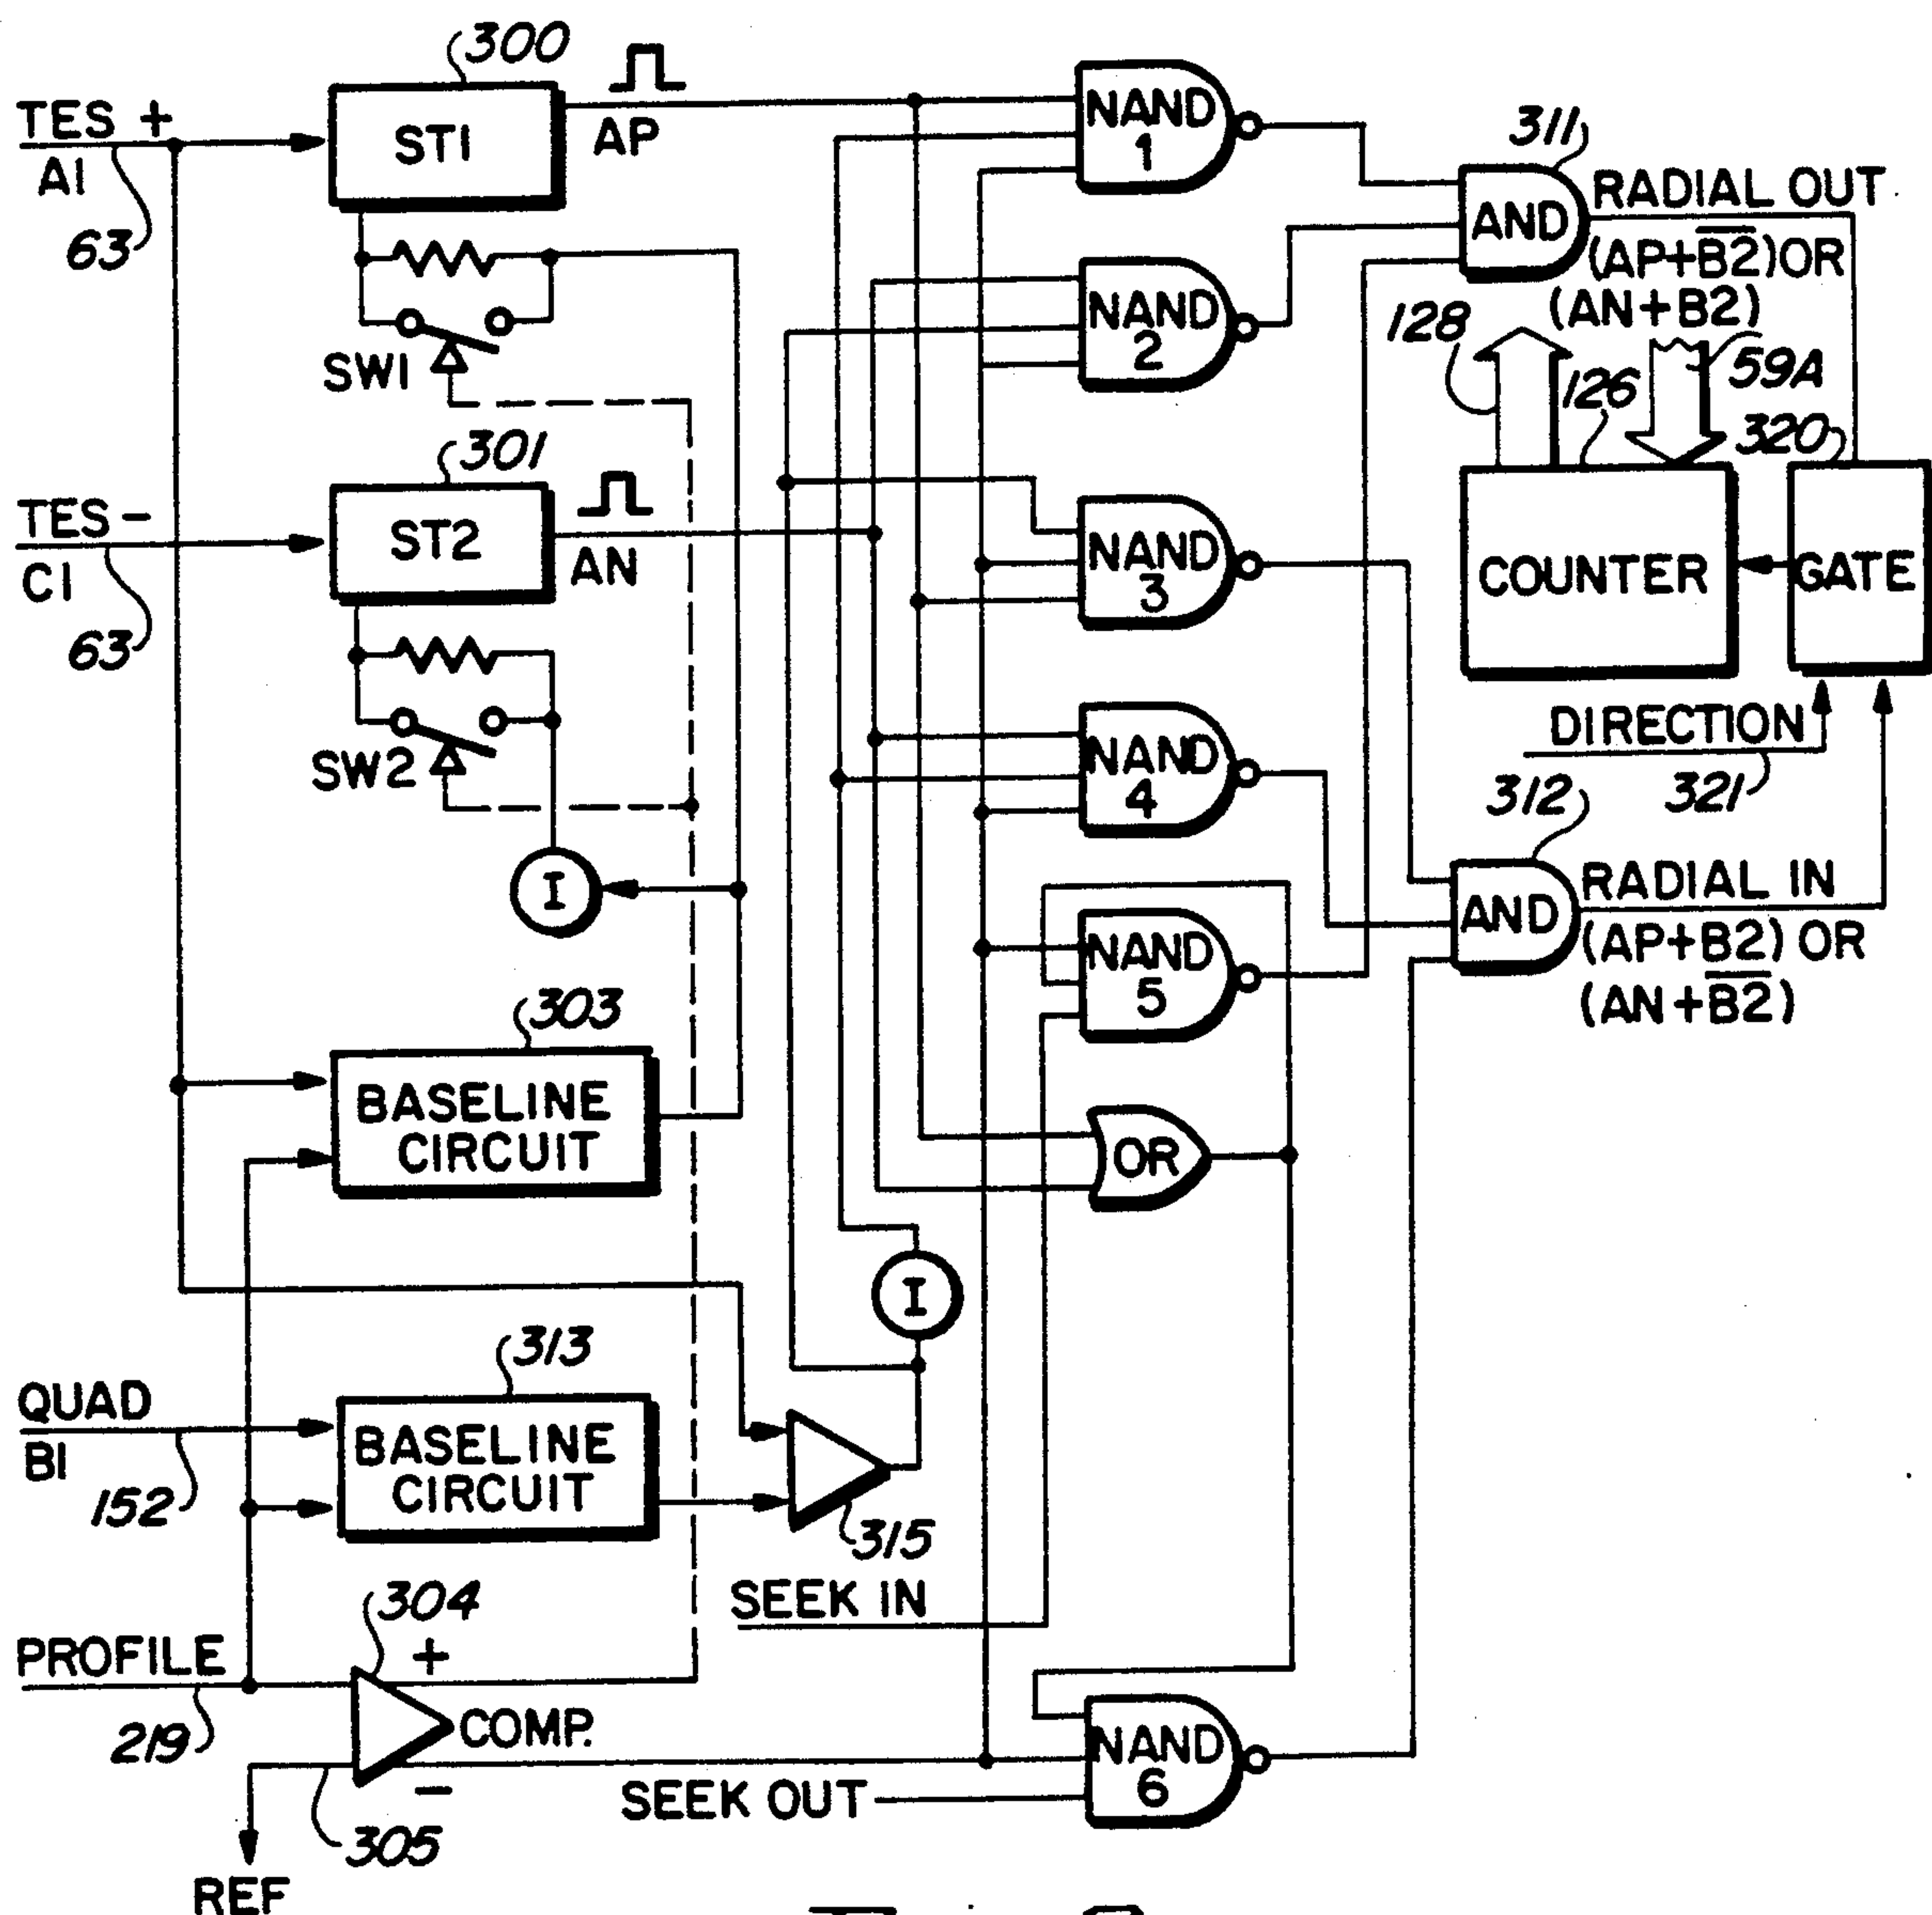 300
TES +
A1
63
ST1
AP
SW1
NAND
1
NAND
2
311
AND
RADIAL OUT
(AP+B̅2̅)OR
(AN+B2)
128
126
59A
320
301
TES -
C1
63
ST2
AN
SW2
NAND
3
COUNTER
GATE
NAND
4
DIRECTION
321
312
I
AND
RADIAL IN
(AP+B2) OR
(AN+B̅2̅)
NAND
5
303
BASELINE
CIRCUIT
OR
I
313
QUAD
B1
152
BASELINE
CIRCUIT
315
SEEK IN
304
PROFILE
219
+
COMP.
-
305
REF
SEEK OUT
NAND
6